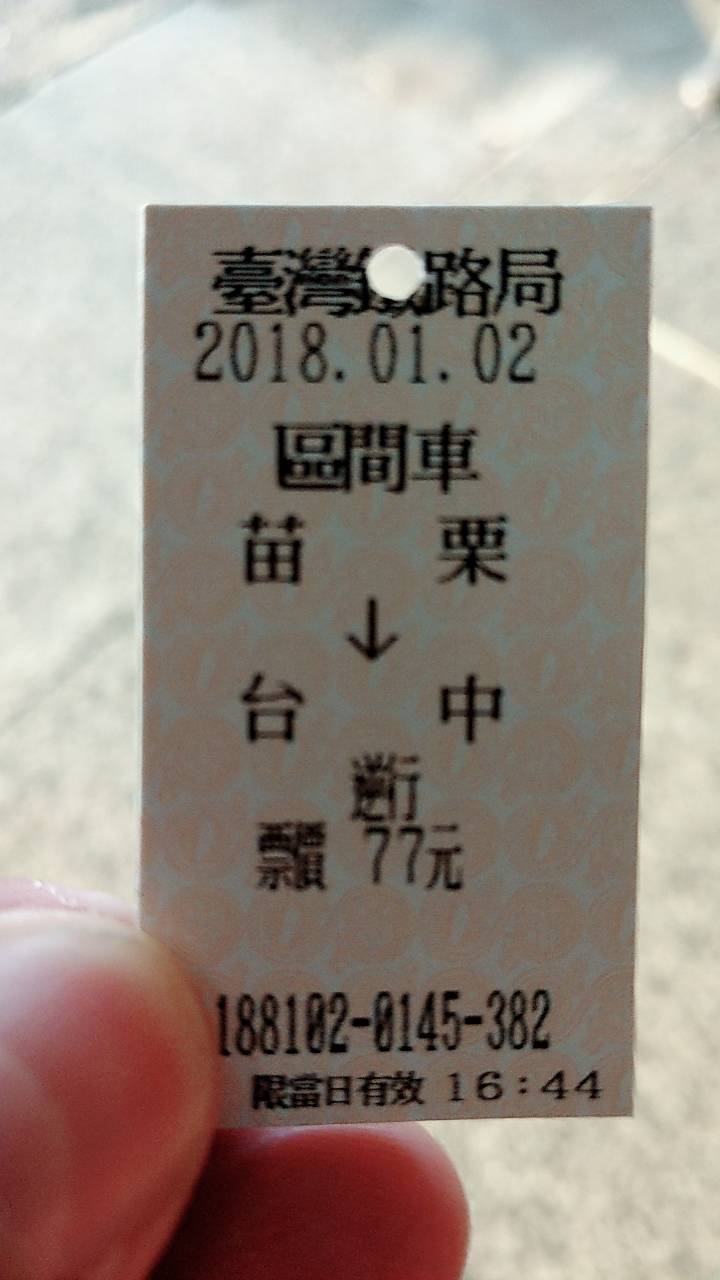 臺灣鐵路局
2018.01.02
區間車
苗 栗
↓
台 中
逆行
票價 77元
188102-0145-382
限當日有效 16:44